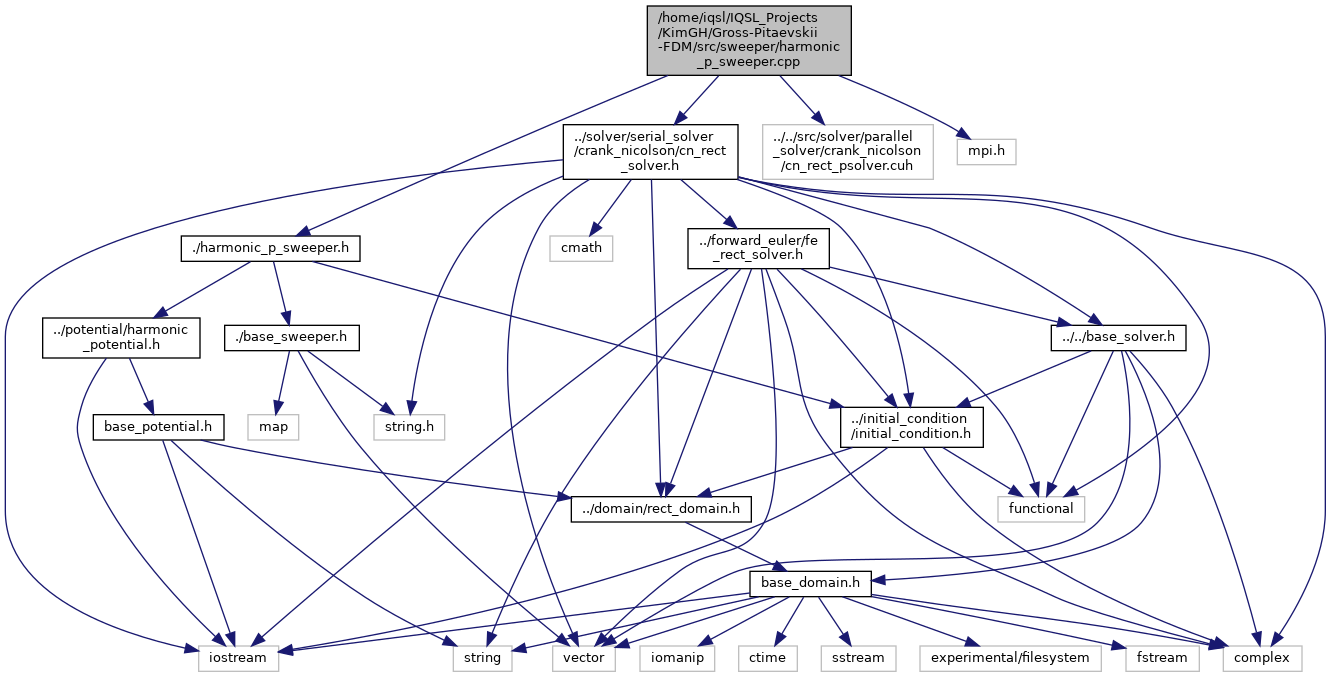 /home/iqsl/IQSL_Projects
/KimGH/Gross-Pitaevskii
-FDM/src/sweeper/harmonic
_p_sweeper.cpp
../solver/serial_solver
/crank_nicolson/cn_rect
_solver.h
../../src/solver/parallel
_solver/crank_nicolson
/cn_rect_psolver.cuh
mpi.h
./harmonic_p_sweeper.h
cmath
../forward_euler/fe
_rect_solver.h
../potential/harmonic
_potential.h
./base_sweeper.h
../../base_solver.h
base_potential.h
map
string.h
../initial_condition
/initial_condition.h
../domain/rect_domain.h
functional
base_domain.h
iostream
string
vector
iomanip
ctime
sstream
experimental/filesystem
fstream
complex